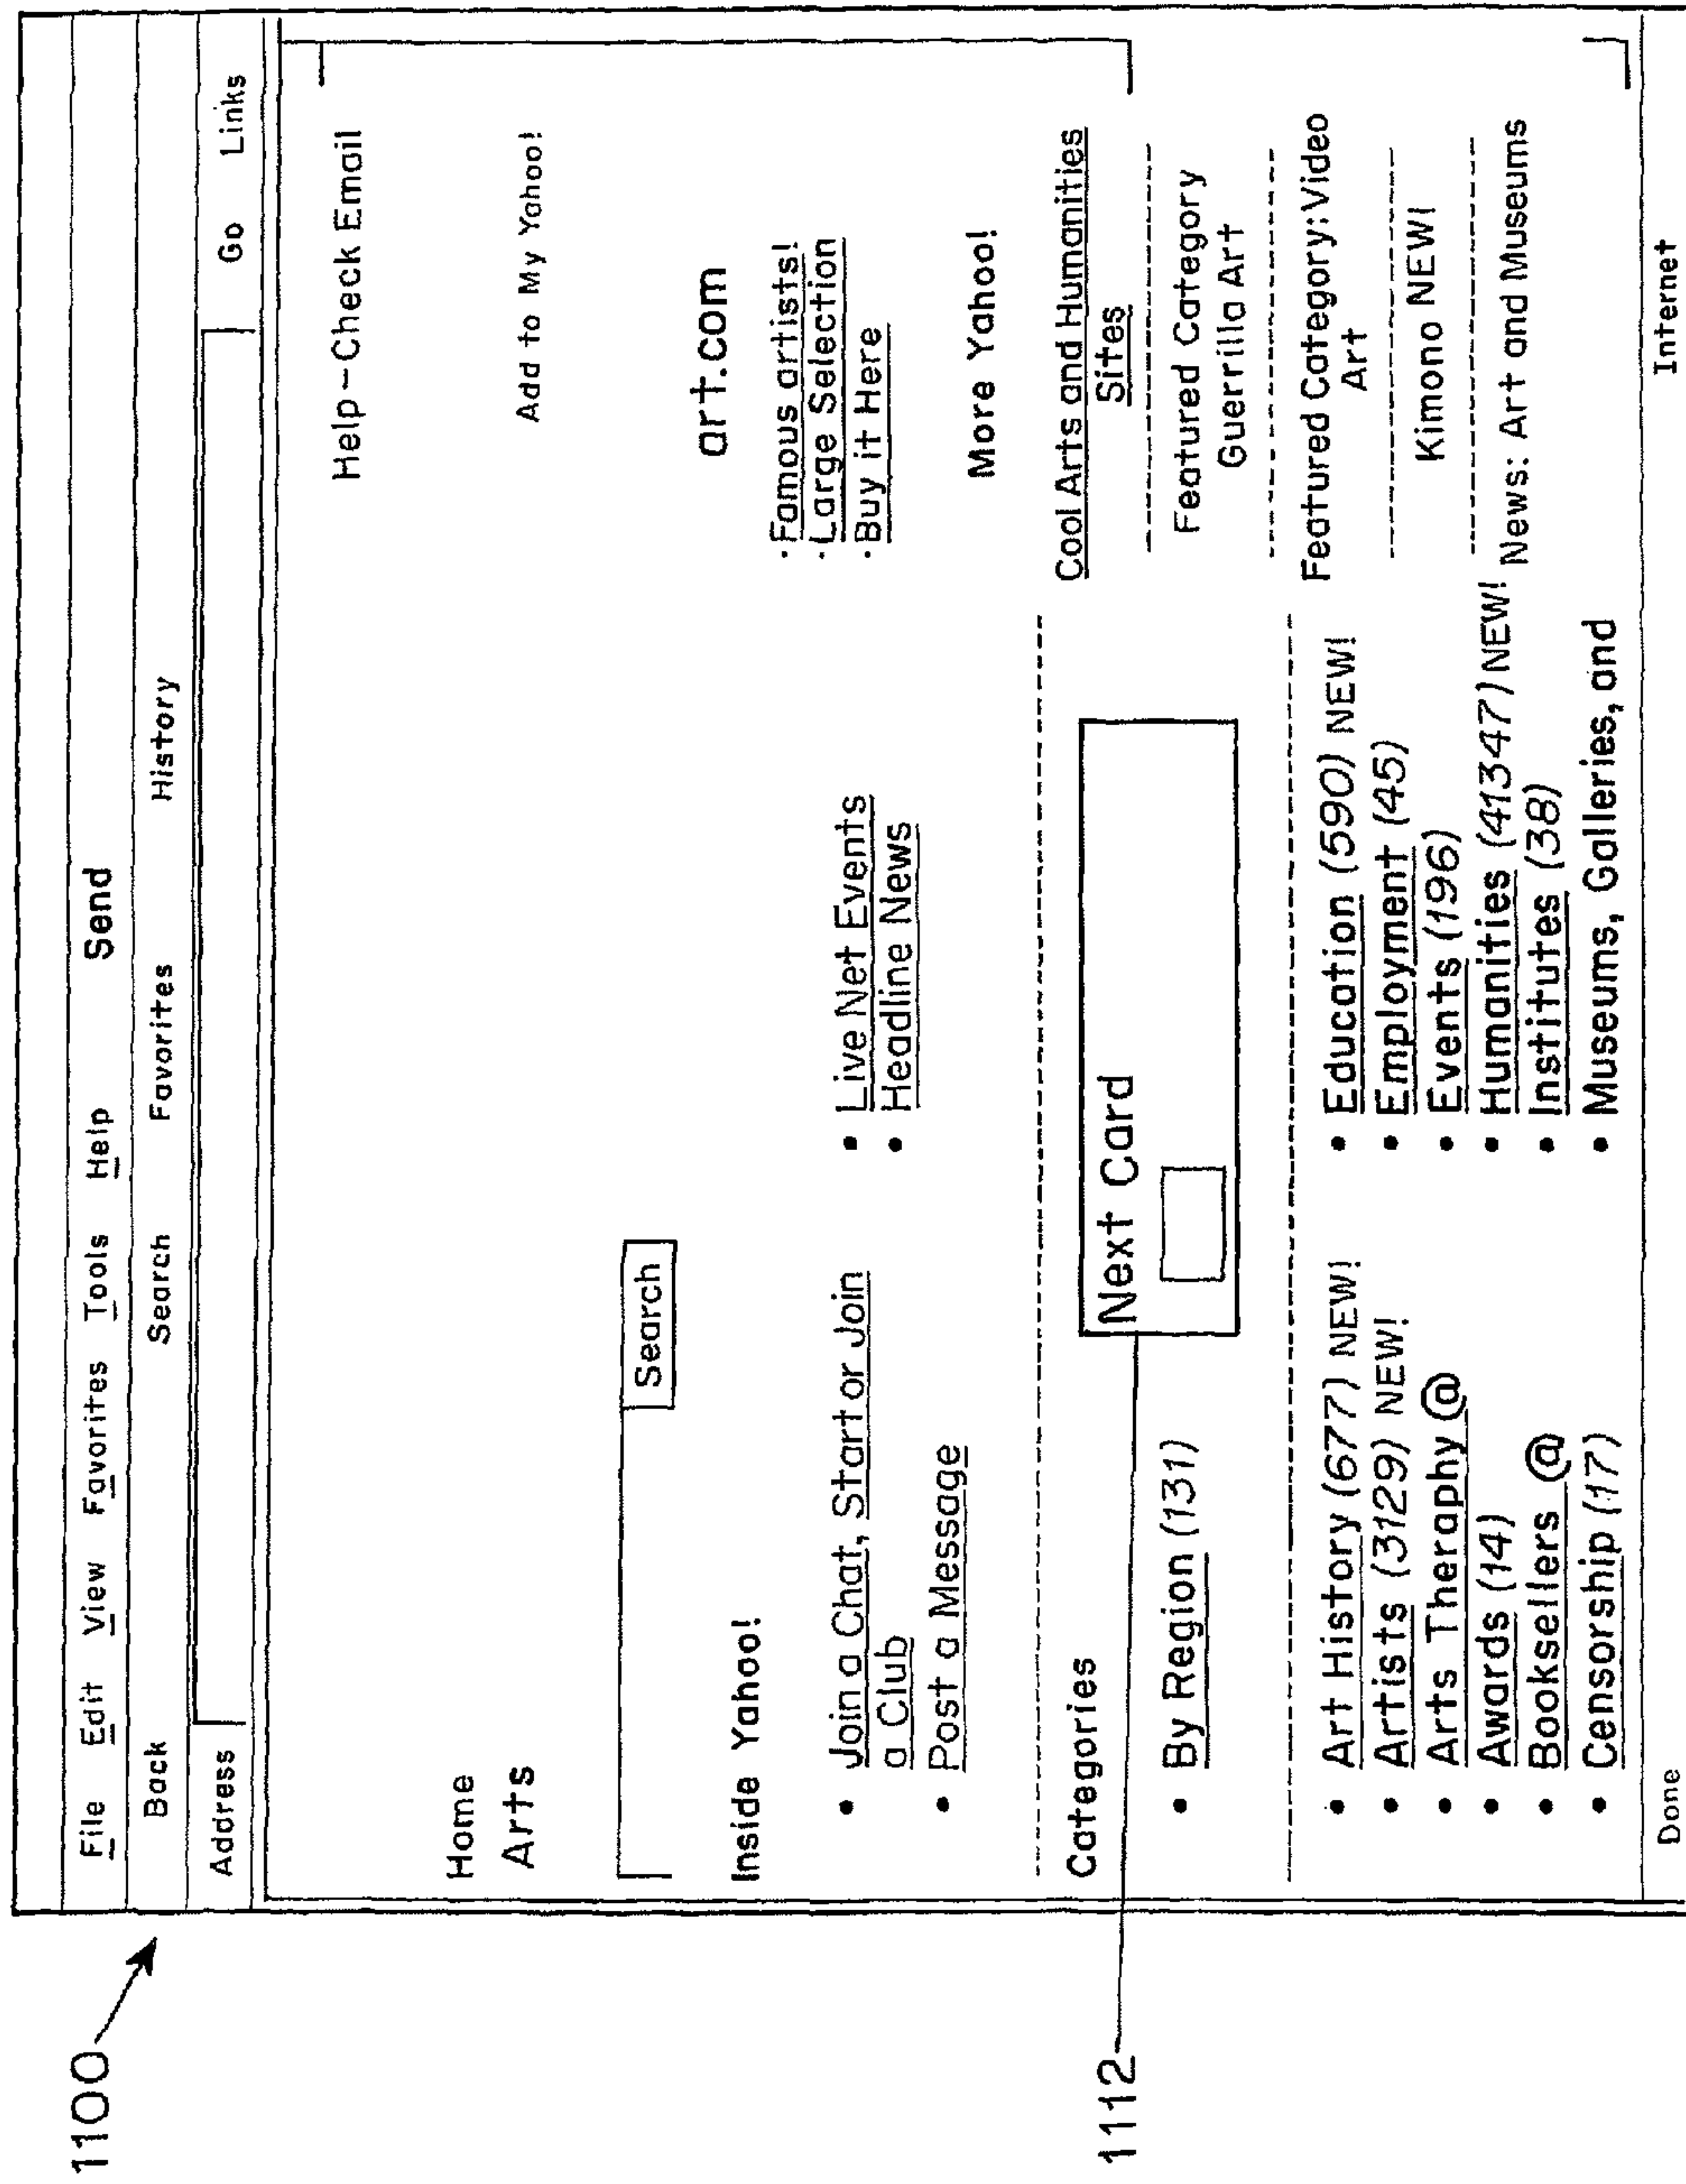 1100
File Edit View Favorites Tools Help Send
Back Search Favorites History
Address Go Links
Help-Check Email
Home
Arts
Add to My Yahoo!
Search
art.com
Inside Yahoo!
·Famous artists!
·Large Selection
·Buy it Here
• Join a Chat, Start or Join
a Club
• Post a Message
• Live Net Events
• Headline News
More Yahoo!
Categories
Cool Arts and Humanities
Sites
1112
Next Card
• By Region (131)
Featured Category
Guerrilla Art
• Art History (677) NEW!
• Artists (3129) NEW!
• Arts Theraphy @
• Awards (14)
• Booksellers @
• Censorship (17)
• Education (590) NEW!
• Employment (45)
• Events (196)
• Humanities (41347) NEW!
• Institutes (38)
• Museums, Galleries, and
Featured Category:Video
Art
Kimono NEW!
News: Art and Museums
Done Internet